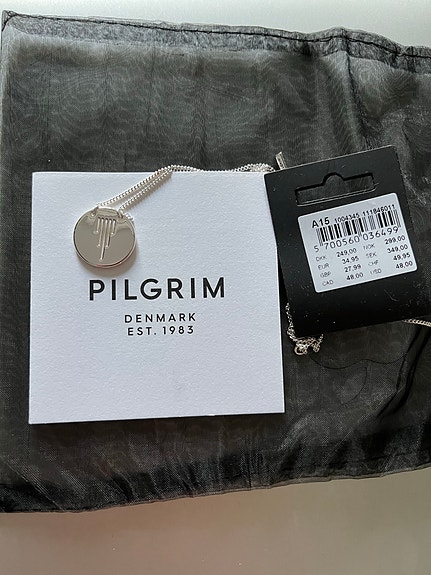 PILGRIM
DENMARK
EST. 1983
A15 1004345 111846011
5 700560 036499
DKK 249,00 NOK 299,00
EUR 34,95 SEK 349,00
GBP 27,99 CHF 49,95
CAD 48,00 USD 48,00